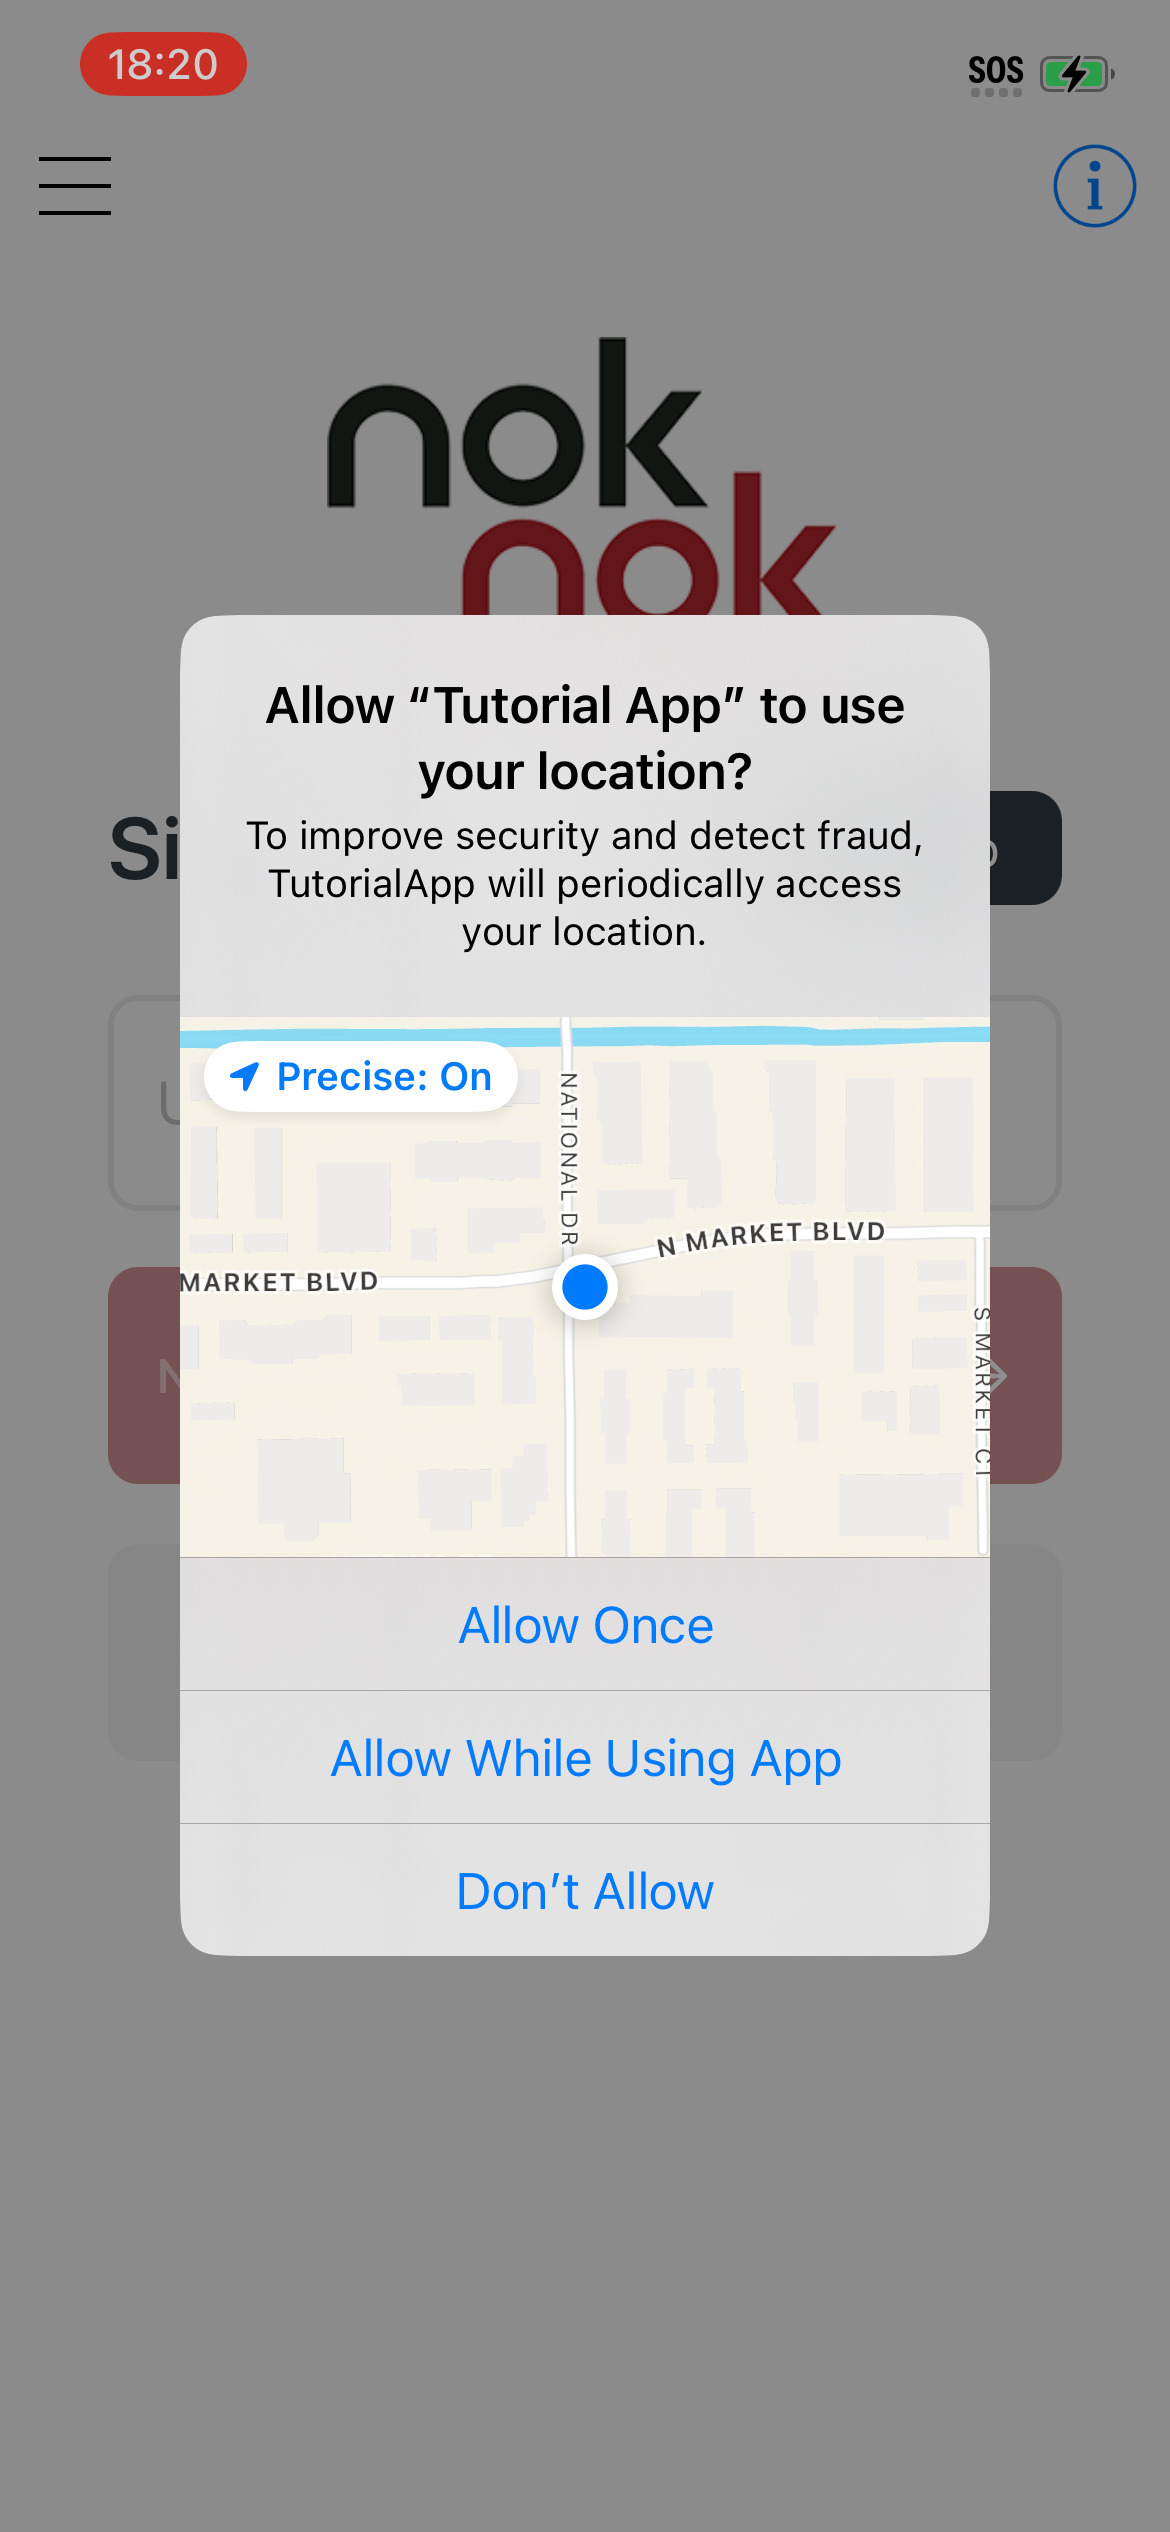 18:20
SOS
i
nok
nok
Allow “Tutorial App” to use
your location?
To improve security and detect fraud,
TutorialApp will periodically access
your location.
Precise: On
NATIONAL DR
N MARKET BLVD
MARKET BLVD
S MARKET CT
Allow Once
Allow While Using App
Don’t Allow